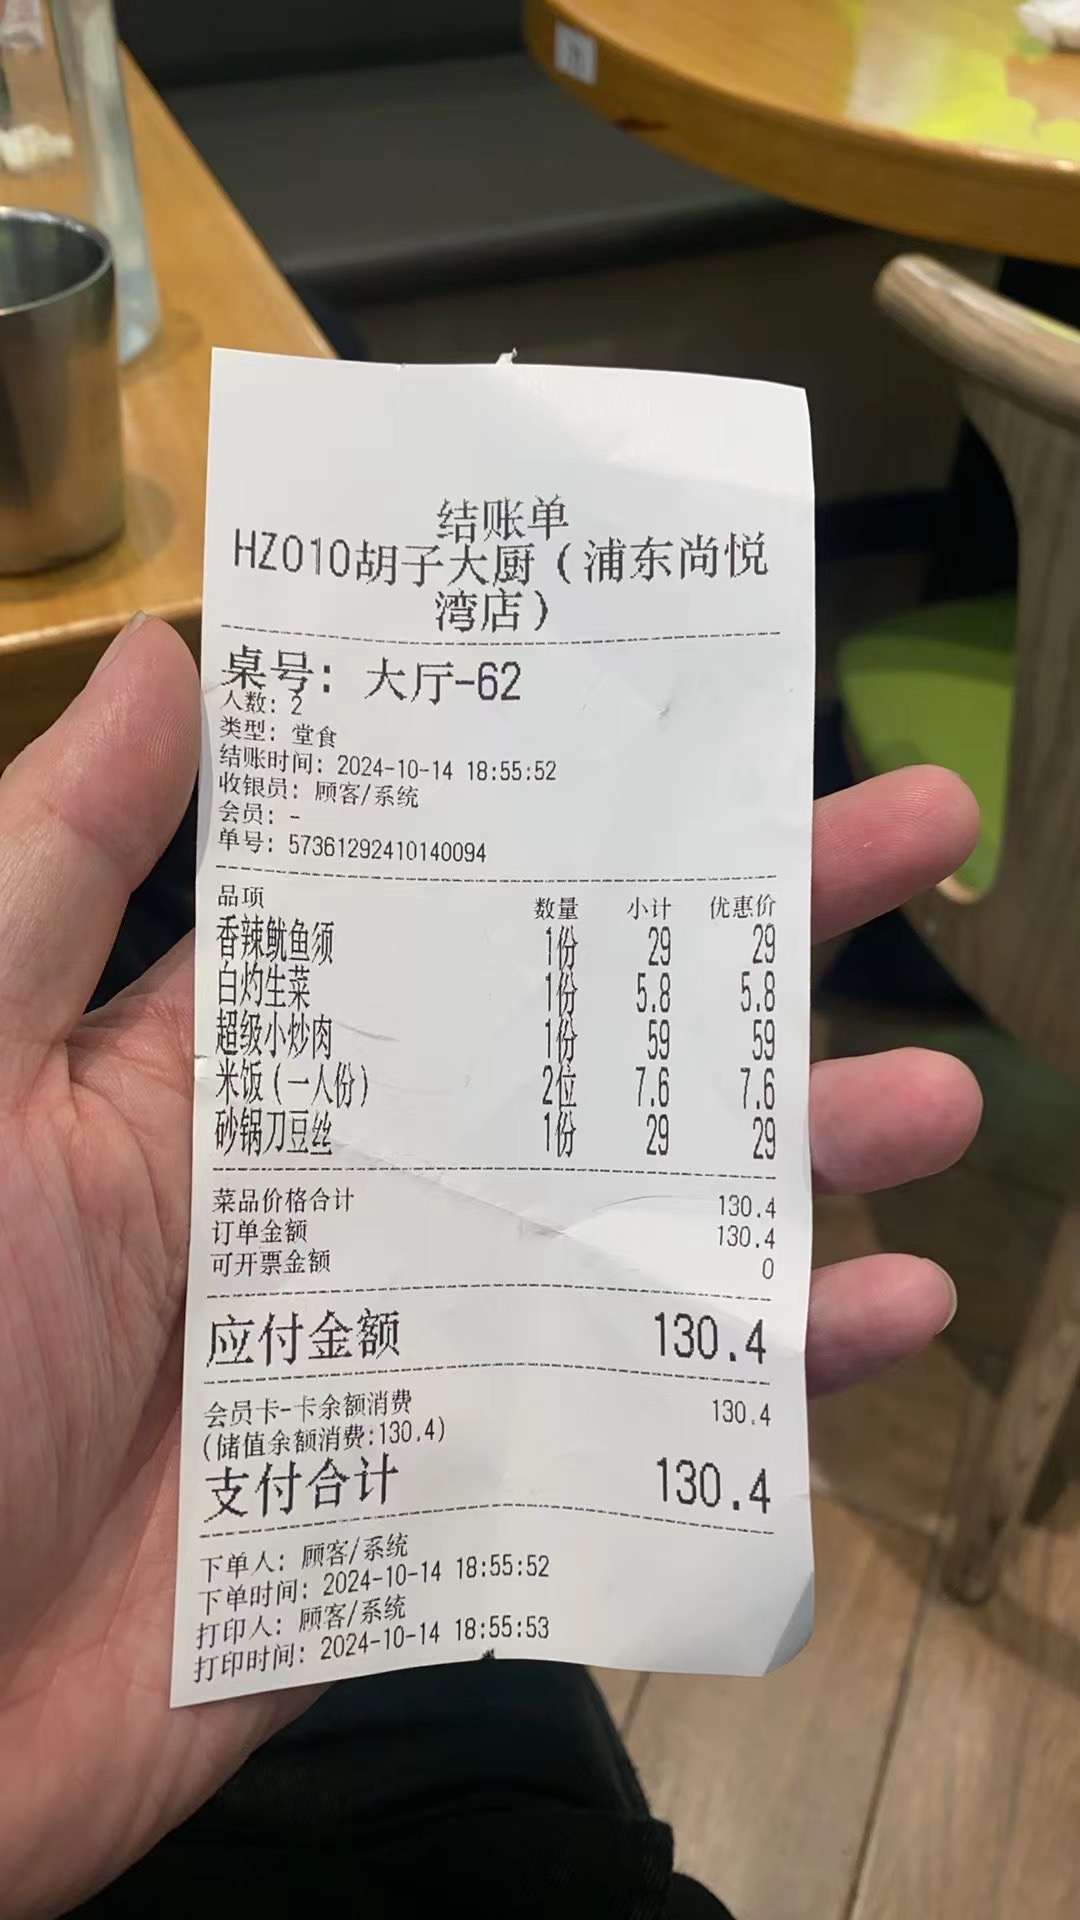 结账单
HZ010胡子大厨(浦东尚悦
湾店)
桌号: 大厅-62
人数: 2
类型: 堂食
结账时间: 2024-10-14 18:55:52
收银员: 顾客/系统
会员: -
单号: 57361292410140094
品项 数量 小计 优惠价
香辣鱿鱼须 1份 29 29
白灼生菜 1份 5.8 5.8
超级小炒肉 1份 59 59
米饭(一人份) 2位 7.6 7.6
砂锅刀豆丝 1份 29 29
菜品价格合计 130.4
订单金额 130.4
可开票金额 0
应付金额 130.4
会员卡-卡余额消费 130.4
(储值余额消费:130.4)
支付合计 130.4
下单人: 顾客/系统
下单时间: 2024-10-14 18:55:52
打印人: 顾客/系统
打印时间: 2024-10-14 18:55:53